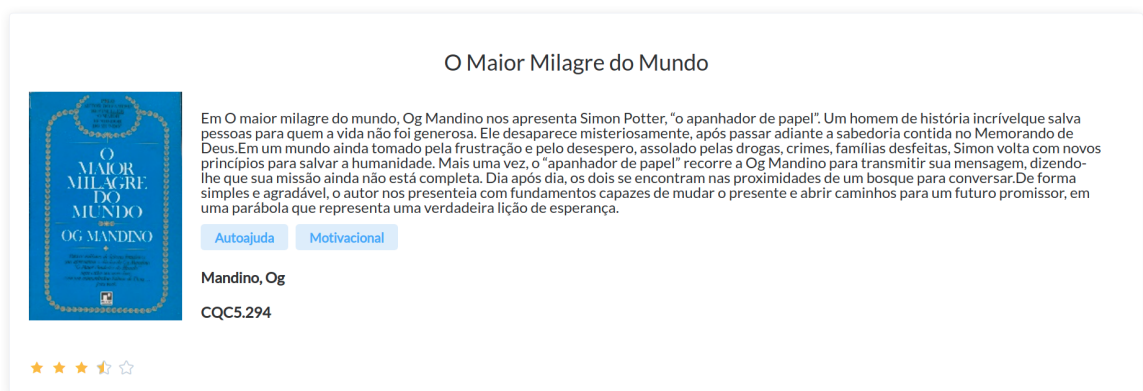 O Maior Milagre do Mundo
O
MAIOR
MILAGRE
DO
MUNDO
OG MANDINO
Em O maior milagre do mundo, Og Mandino nos apresenta Simon Potter, “o apanhador de papel”. Um homem de história incrívelque salva
pessoas para quem a vida não foi generosa. Ele desaparece misteriosamente, após passar adiante a sabedoria contida no Memorando de
Deus.Em um mundo ainda tomado pela frustração e pelo desespero, assolado pelas drogas, crimes, famílias desfeitas, Simon volta com novos
princípios para salvar a humanidade. Mais uma vez, o “apanhador de papel” recorre a Og Mandino para transmitir sua mensagem, dizendo-
lhe que sua missão ainda não está completa. Dia após dia, os dois se encontram nas proximidades de um bosque para conversar.De forma
simples e agradável, o autor nos presenteia com fundamentos capazes de mudar o presente e abrir caminhos para um futuro promissor, em
uma parábola que representa uma verdadeira lição de esperança.
Autoajuda Motivacional
Mandino, Og
CQC5.294